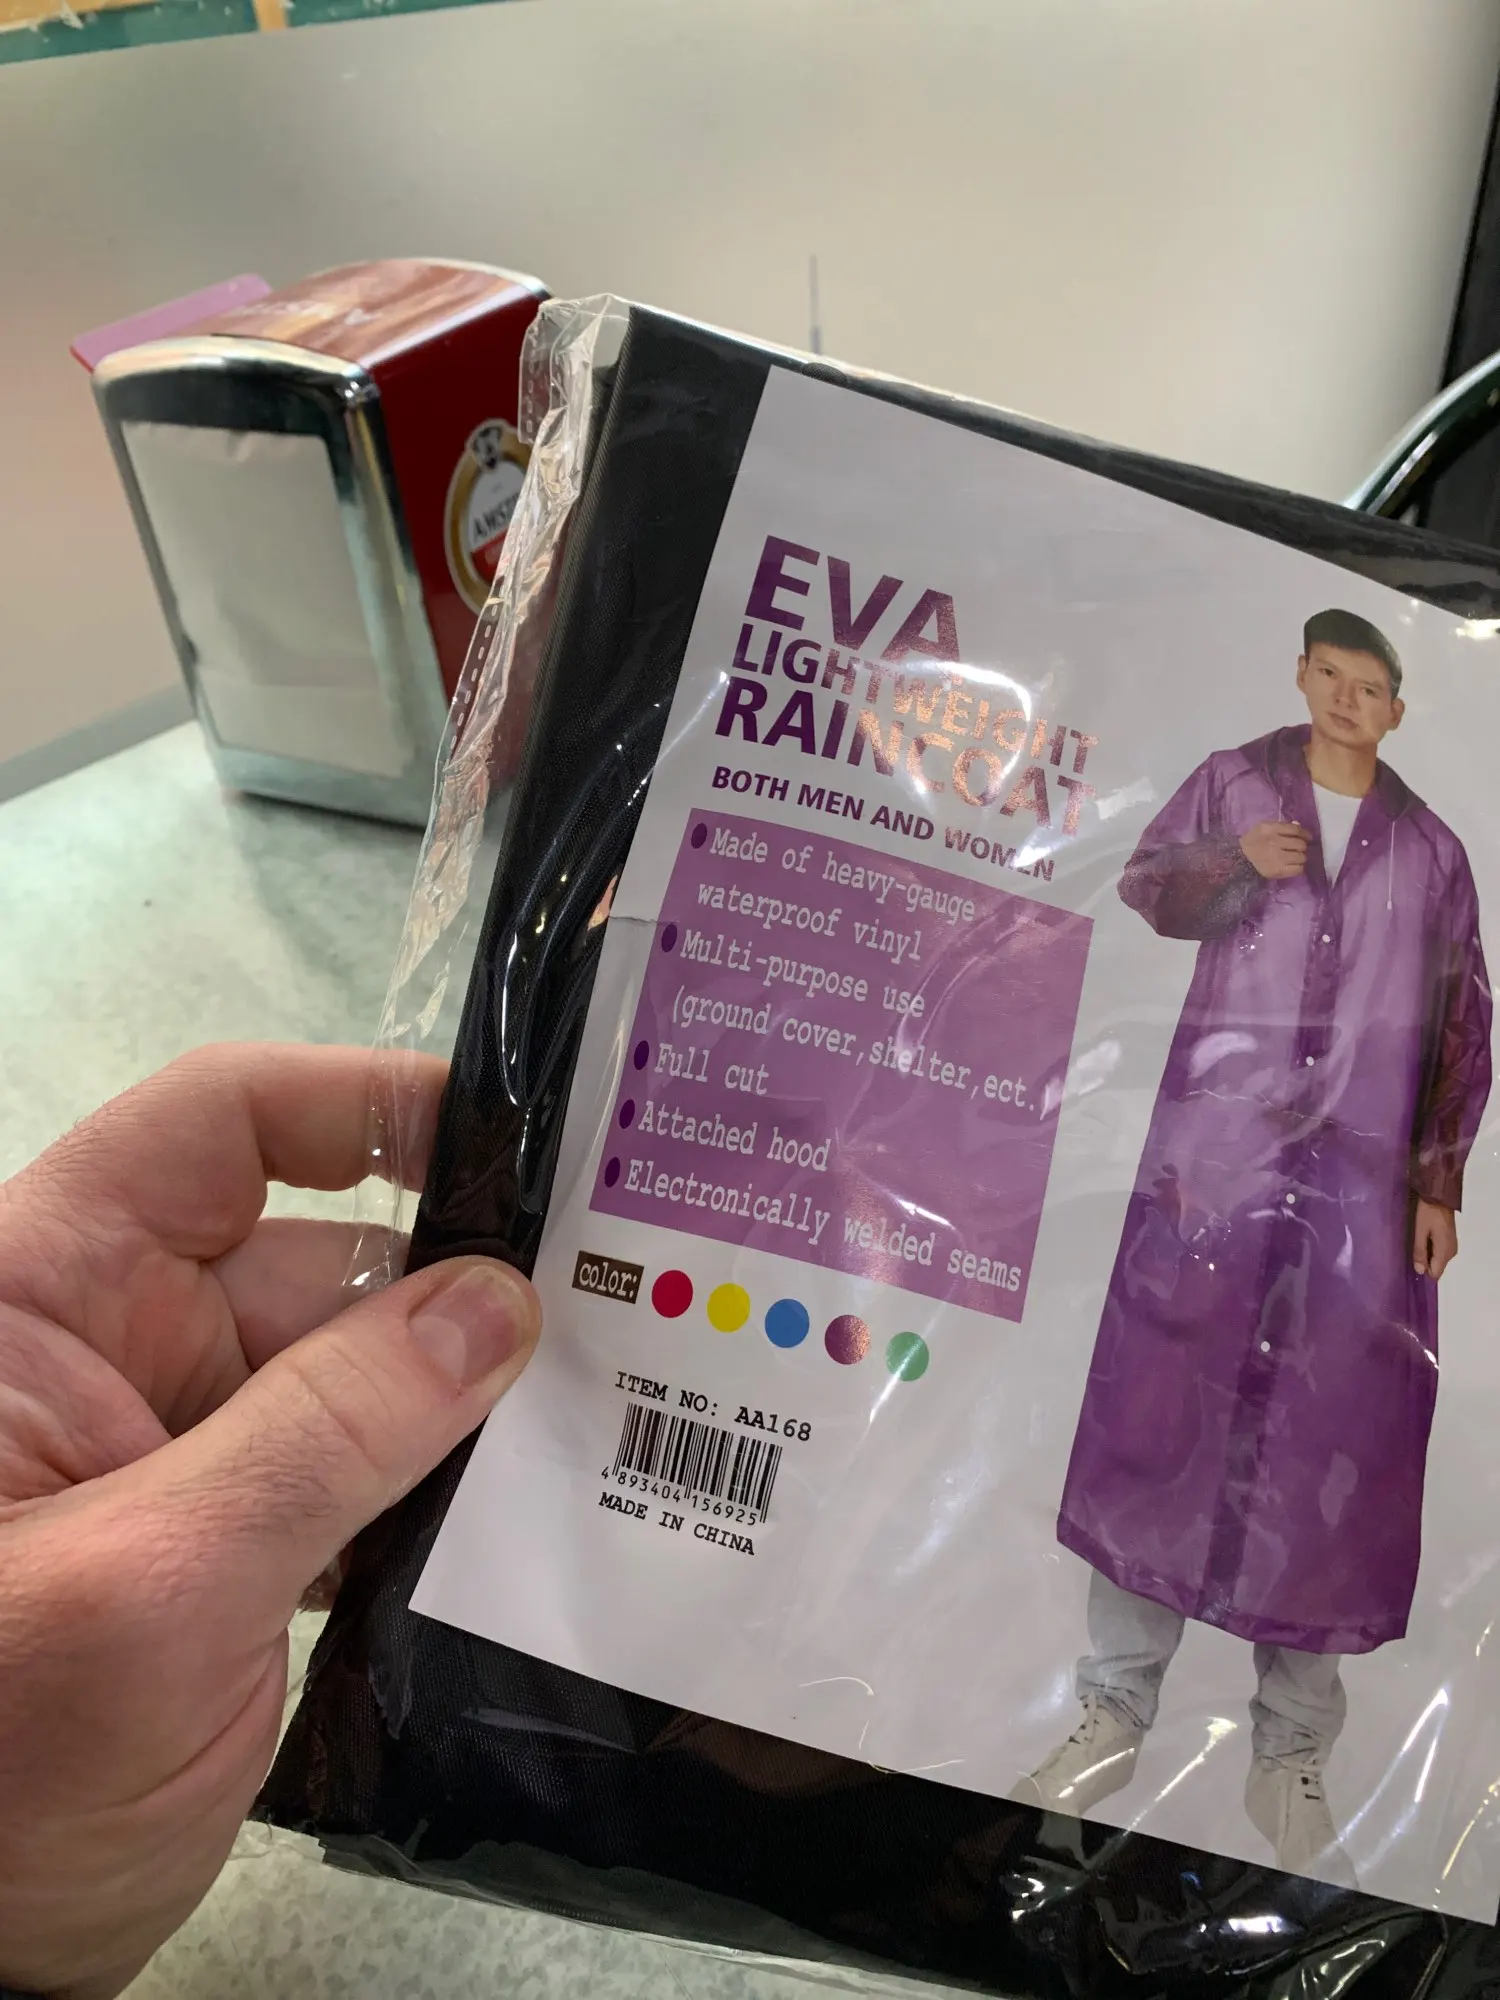 EVA
LIGHTWEIGHT
RAINCOAT
BOTH MEN AND WOMEN
Made of heavy-gauge
waterproof vinyl
Multi-purpose use
(ground cover,shelter,ect.)
Full cut
Attached hood
Electronically welded seams
color:
ITEM NO: AA168
4 893404 156925
MADE IN CHINA